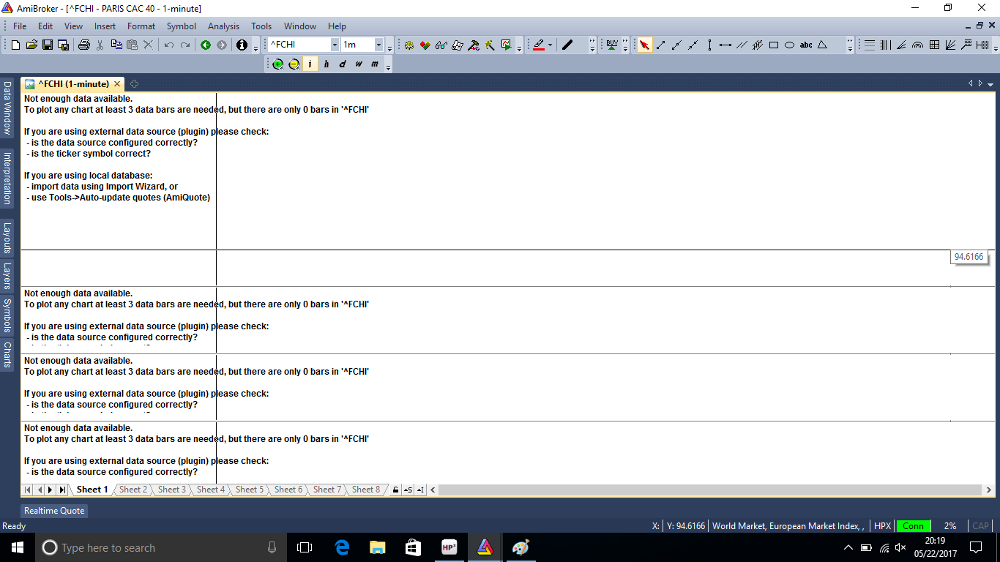 AmiBroker - [^FCHI - PARIS CAC 40 - 1-minute]
File Edit View Insert Format Symbol Analysis Tools Window Help
^FCHI 1m BUY abc
i h d w m
^FCHI (1-minute)
Data Window
Interpretation
Layouts
Layers
Symbols
Charts
Not enough data available.
To plot any chart at least 3 data bars are needed, but there are only 0 bars in '^FCHI'
If you are using external data source (plugin) please check:
- is the data source configured correctly?
- is the ticker symbol correct?
If you are using local database:
- import data using Import Wizard, or
- use Tools->Auto-update quotes (AmiQuote)
94.6166
Not enough data available.
To plot any chart at least 3 data bars are needed, but there are only 0 bars in '^FCHI'
If you are using external data source (plugin) please check:
- is the data source configured correctly?
Not enough data available.
To plot any chart at least 3 data bars are needed, but there are only 0 bars in '^FCHI'
If you are using external data source (plugin) please check:
- is the data source configured correctly?
Not enough data available.
To plot any chart at least 3 data bars are needed, but there are only 0 bars in '^FCHI'
If you are using external data source (plugin) please check:
- is the data source configured correctly?
Sheet 1 Sheet 2 Sheet 3 Sheet 4 Sheet 5 Sheet 6 Sheet 7 Sheet 8 S I
Realtime Quote
Ready X: Y: 94.6166 World Market, European Market Index, , HPX Conn 2% CAP
Type here to search HP³ 20:19
05/22/2017